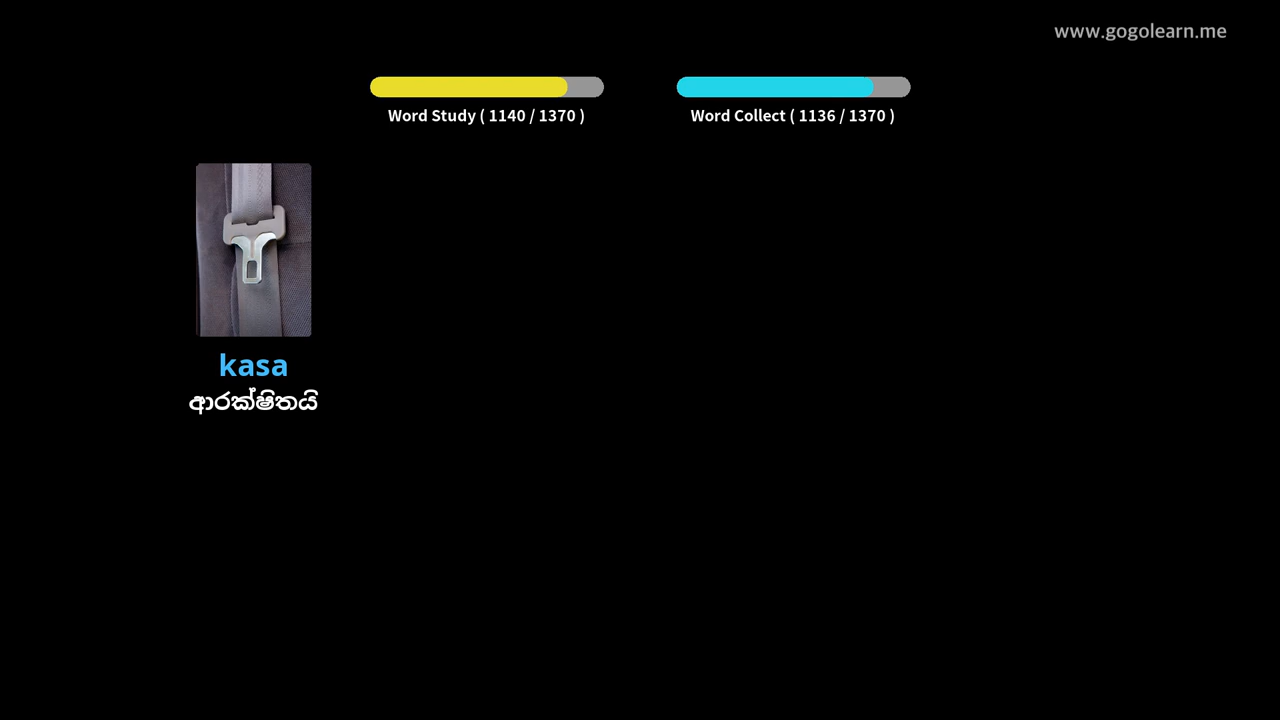 www.gogolearn.me
Word Study ( 1140 / 1370 )
Word Collect ( 1136 / 1370 )
kasa
ආරක්ෂිතයි